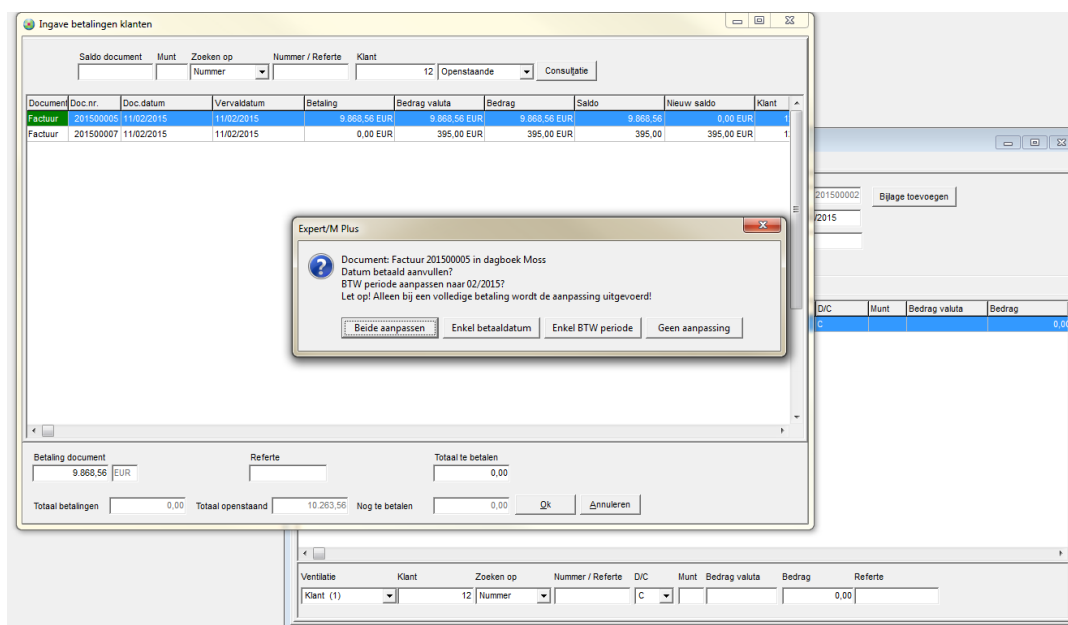 Ingave betalingen klanten
Saldo document Munt Zoeken op Nummer / Referte Klant
Nummer 12 Openstaande Consultatie
Document Doc.nr. Doc.datum Vervaldatum Betaling Bedrag valuta Bedrag Saldo Nieuw saldo Klant
Factuur 201500005 11/02/2015 11/02/2015 9.868,56 EUR 9.868,56 EUR 9.868,56 EUR 9.868,56 0,00 EUR 1
Factuur 201500007 11/02/2015 11/02/2015 0,00 EUR 395,00 EUR 395,00 EUR 395,00 395,00 EUR 1
201500002 Bijlage toevoegen
/2015
Expert/M Plus
Document: Factuur 201500005 in dagboek Moss
Datum betaald aanvullen?
BTW periode aanpassen naar 02/2015?
Let op! Alleen bij een volledige betaling wordt de aanpassing uitgevoerd!
Beide aanpassen Enkel betaaldatum Enkel BTW periode Geen aanpassing
D/C Munt Bedrag valuta Bedrag
C 0,00
Betaling document Referte Totaal te betalen
9.868,56 EUR 0,00
Totaal betalingen 0,00 Totaal openstaand 10.263,56 Nog te betalen 0,00 Ok Annuleren
Ventilatie Klant Zoeken op Nummer / Referte D/C Munt Bedrag valuta Bedrag Referte
Klant (1) 12 Nummer C 0,00